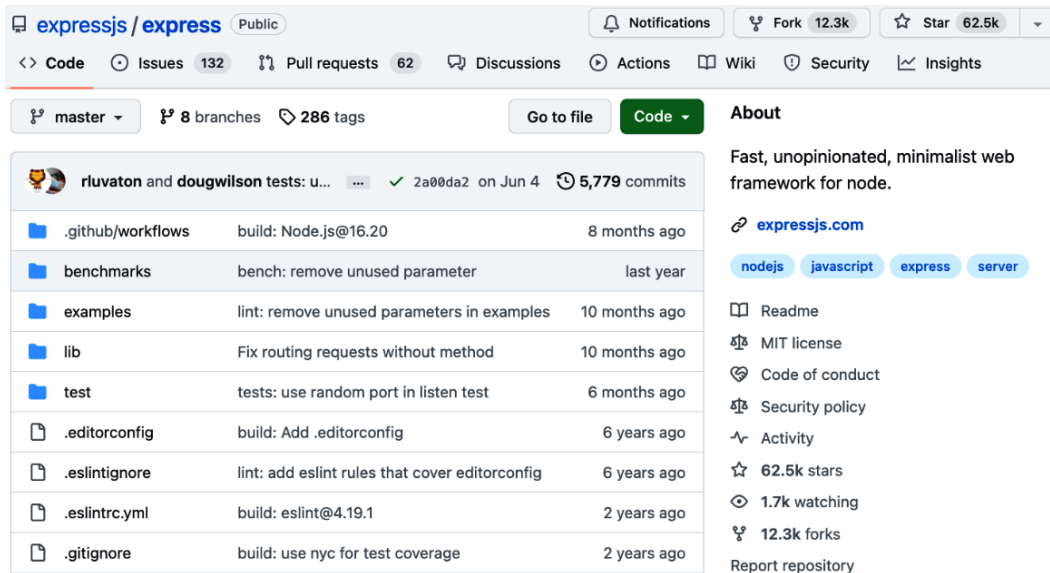 expressjs / express Public
Notifications
Fork 12.3k
Star 62.5k
Code
Issues 132
Pull requests 62
Discussions
Actions
Wiki
Security
Insights
master
8 branches
286 tags
Go to file
Code
rluvaton and dougwilson tests: u... ... 2a00da2 on Jun 4 5,779 commits
.github/workflows build: Node.js@16.20 8 months ago
benchmarks bench: remove unused parameter last year
examples lint: remove unused parameters in examples 10 months ago
lib Fix routing requests without method 10 months ago
test tests: use random port in listen test 6 months ago
.editorconfig build: Add .editorconfig 6 years ago
.eslintignore lint: add eslint rules that cover editorconfig 6 years ago
.eslintrc.yml build: eslint@4.19.1 2 years ago
.gitignore build: use nyc for test coverage 2 years ago
About
Fast, unopinionated, minimalist web
framework for node.
expressjs.com
nodejs javascript express server
Readme
MIT license
Code of conduct
Security policy
Activity
62.5k stars
1.7k watching
12.3k forks
Report repository